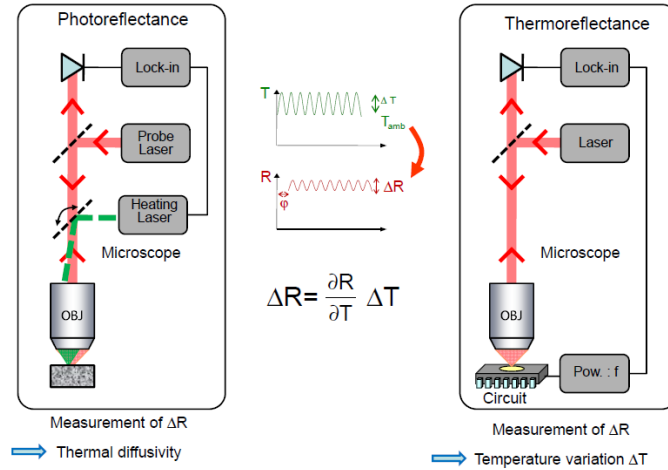 Photoreflectance
Lock-in
Probe
Laser
Heating
Laser
Microscope
OBJ
Measurement of ΔR
Thermal diffusivity
T
ΔT
T_amb
R
ΔR
φ
ΔR= ∂R/∂T ΔT
Thermoreflectance
Lock-in
Laser
Microscope
OBJ
Pow. : f
Circuit
Measurement of ΔR
Temperature variation ΔT